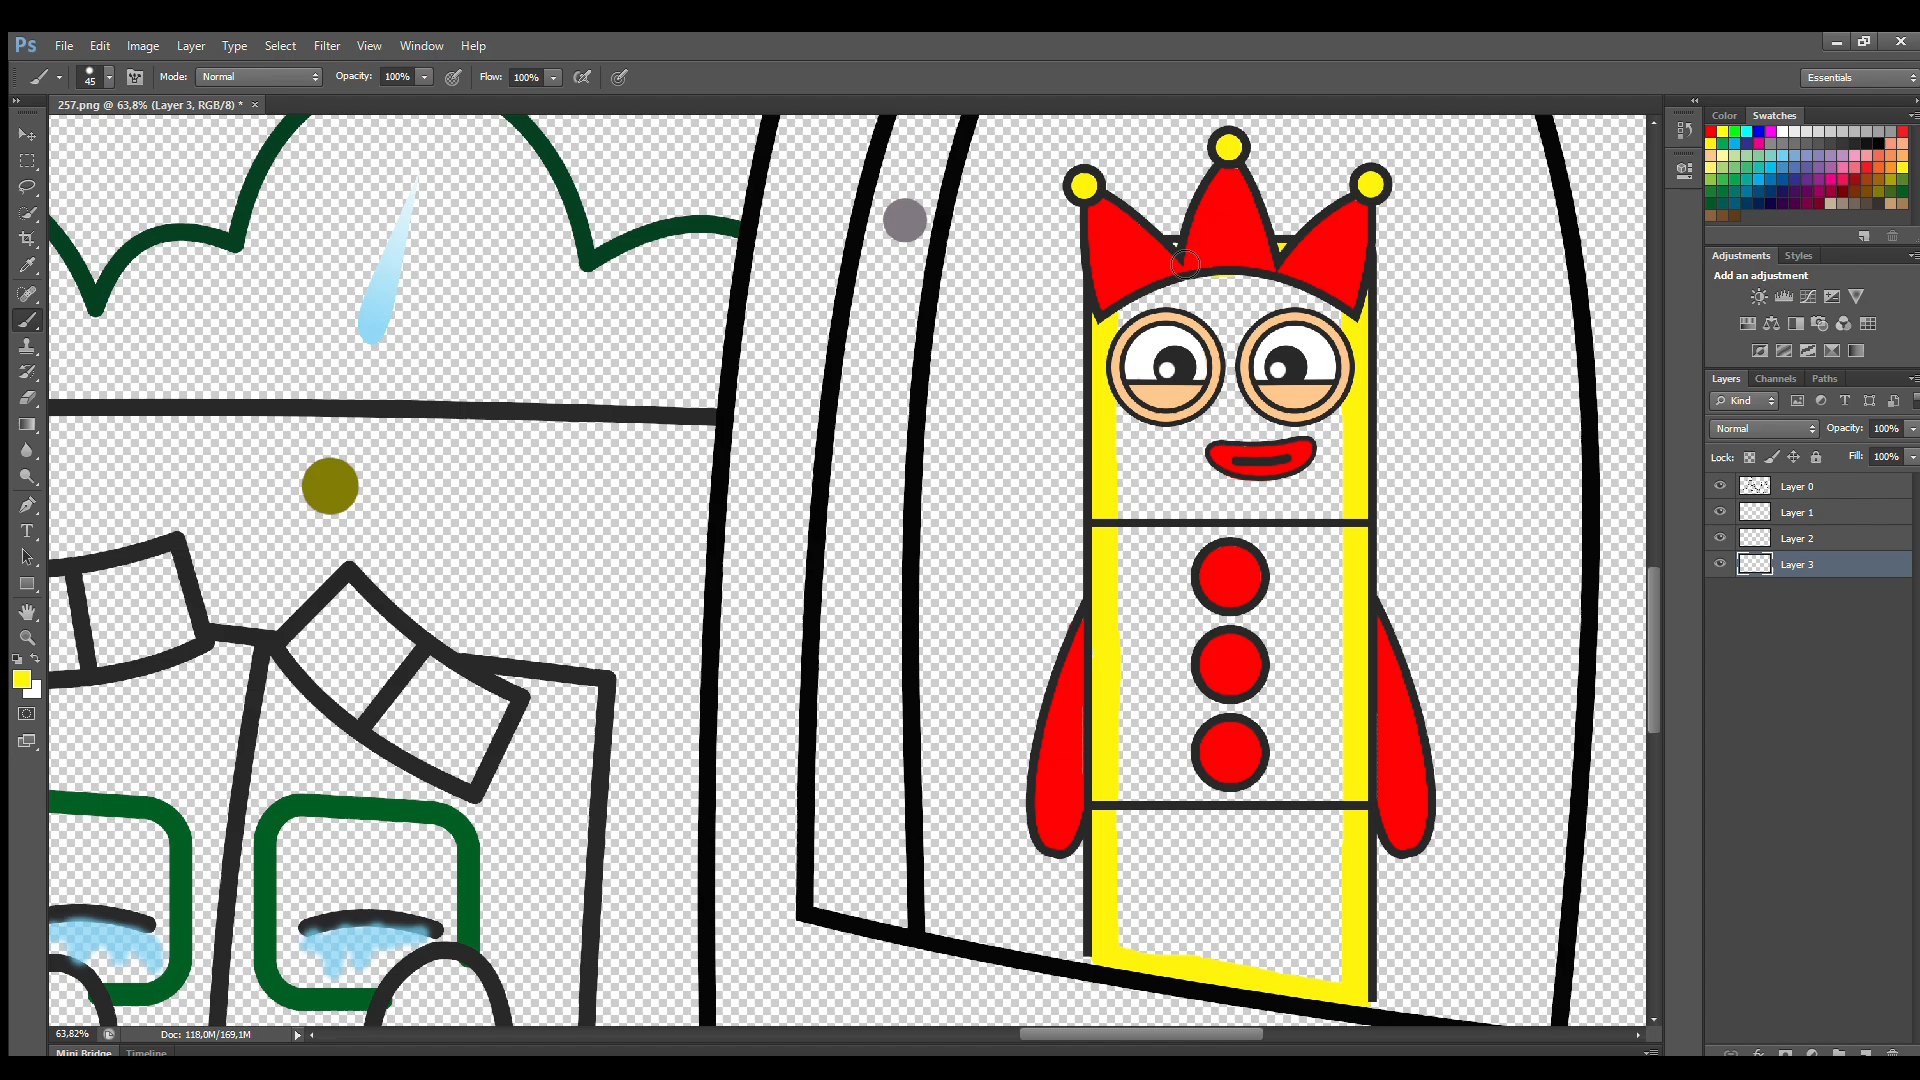 Ps File Edit Image Layer Type Select Filter View Window Help
45 Mode: Normal Opacity: 100% Flow: 100% Essentials
257.png @ 63,8% (Layer 3, RGB/8) * ×
Color Swatches
Adjustments Styles
Add an adjustment
Layers Channels Paths
Kind
Normal Opacity: 100%
Lock: Fill: 100%
Layer 0
Layer 1
Layer 2
Layer 3
63,82% Doc: 118,0M/169,1M
Mini Bridge Timeline